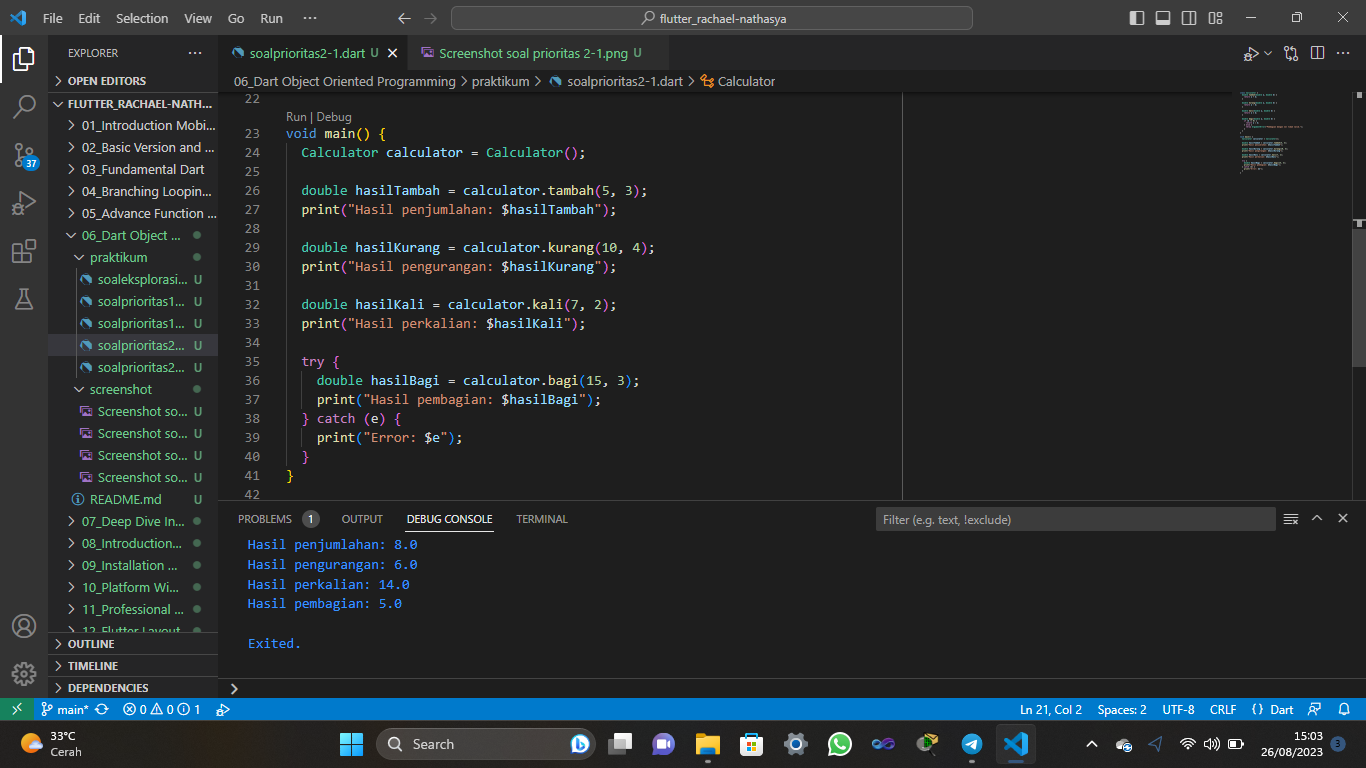 File Edit Selection View Go Run ··· flutter_rachael-nathasya
EXPLORER ···
OPEN EDITORS
FLUTTER_RACHAEL-NATH...
01_Introduction Mobi...
02_Basic Version and ...
03_Fundamental Dart
04_Branching Loopin...
05_Advance Function ...
06_Dart Object ...
praktikum
soaleksplorasi... U
soalprioritas1... U
soalprioritas1... U
soalprioritas2... U
soalprioritas2... U
screenshot
Screenshot so... U
Screenshot so... U
Screenshot so... U
Screenshot so... U
README.md U
07_Deep Dive In...
08_Introduction...
09_Installation ...
10_Platform Wi...
11_Professional ...
12_Flutter Layout
OUTLINE
TIMELINE
DEPENDENCIES
37
soalprioritas2-1.dart U Screenshot soal prioritas 2-1.png U
06_Dart Object Oriented Programming > praktikum > soalprioritas2-1.dart > Calculator
22
Run | Debug
23 void main() {
24 Calculator calculator = Calculator();
25
26 double hasilTambah = calculator.tambah(5, 3);
27 print("Hasil penjumlahan: $hasilTambah");
28
29 double hasilKurang = calculator.kurang(10, 4);
30 print("Hasil pengurangan: $hasilKurang");
31
32 double hasilKali = calculator.kali(7, 2);
33 print("Hasil perkalian: $hasilKali");
34
35 try {
36 double hasilBagi = calculator.bagi(15, 3);
37 print("Hasil pembagian: $hasilBagi");
38 } catch (e) {
39 print("Error: $e");
40 }
41 }
42
PROBLEMS 1 OUTPUT DEBUG CONSOLE TERMINAL Filter (e.g. text, !exclude)
Hasil penjumlahan: 8.0
Hasil pengurangan: 6.0
Hasil perkalian: 14.0
Hasil pembagian: 5.0
Exited.
main* 0 0 1 Ln 21, Col 2 Spaces: 2 UTF-8 CRLF {} Dart
33°C
Cerah
Search
15:03
26/08/2023
3